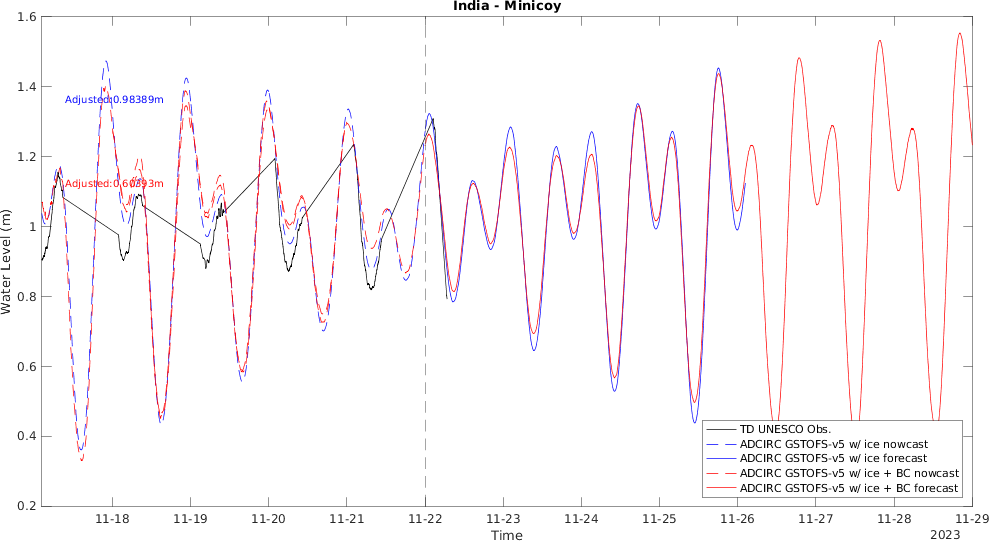 India - Minicoy
1.6
1.4
1.2
1
0.8
0.6
0.4
0.2
Water Level (m)
Adjusted:0.98389m
Adjusted:0.60393m
TD UNESCO Obs.
ADCIRC GSTOFS-v5 w/ ice nowcast
ADCIRC GSTOFS-v5 w/ ice forecast
ADCIRC GSTOFS-v5 w/ ice + BC nowcast
ADCIRC GSTOFS-v5 w/ ice + BC forecast
11-18 11-19 11-20 11-21 11-22 11-23 11-24 11-25 11-26 11-27 11-28 11-29
Time
2023